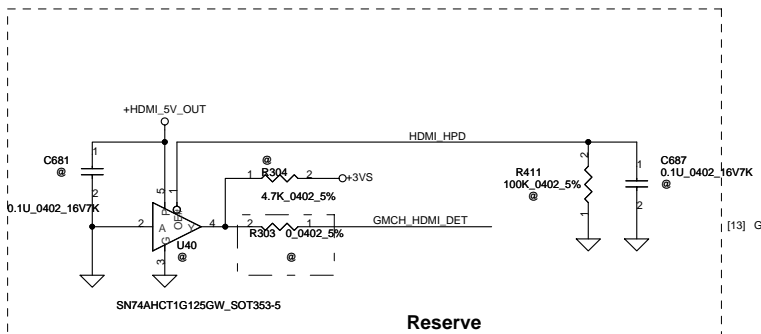 +HDMI_5V_OUT
HDMI_HPD
C681
@
1
2
0.1U_0402_16V7K
5
1
P
OE#
2
A
Y
4
G
3
U40
@
SN74AHCT1G125GW_SOT353-5
@
R304
1
2
+3VS
4.7K_0402_5%
2
1
R303
0_0402_5%
@
GMCH_HDMI_DET
R411
100K_0402_5%
@
2
1
C687
0.1U_0402_16V7K
@
1
2
[13] G
Reserve